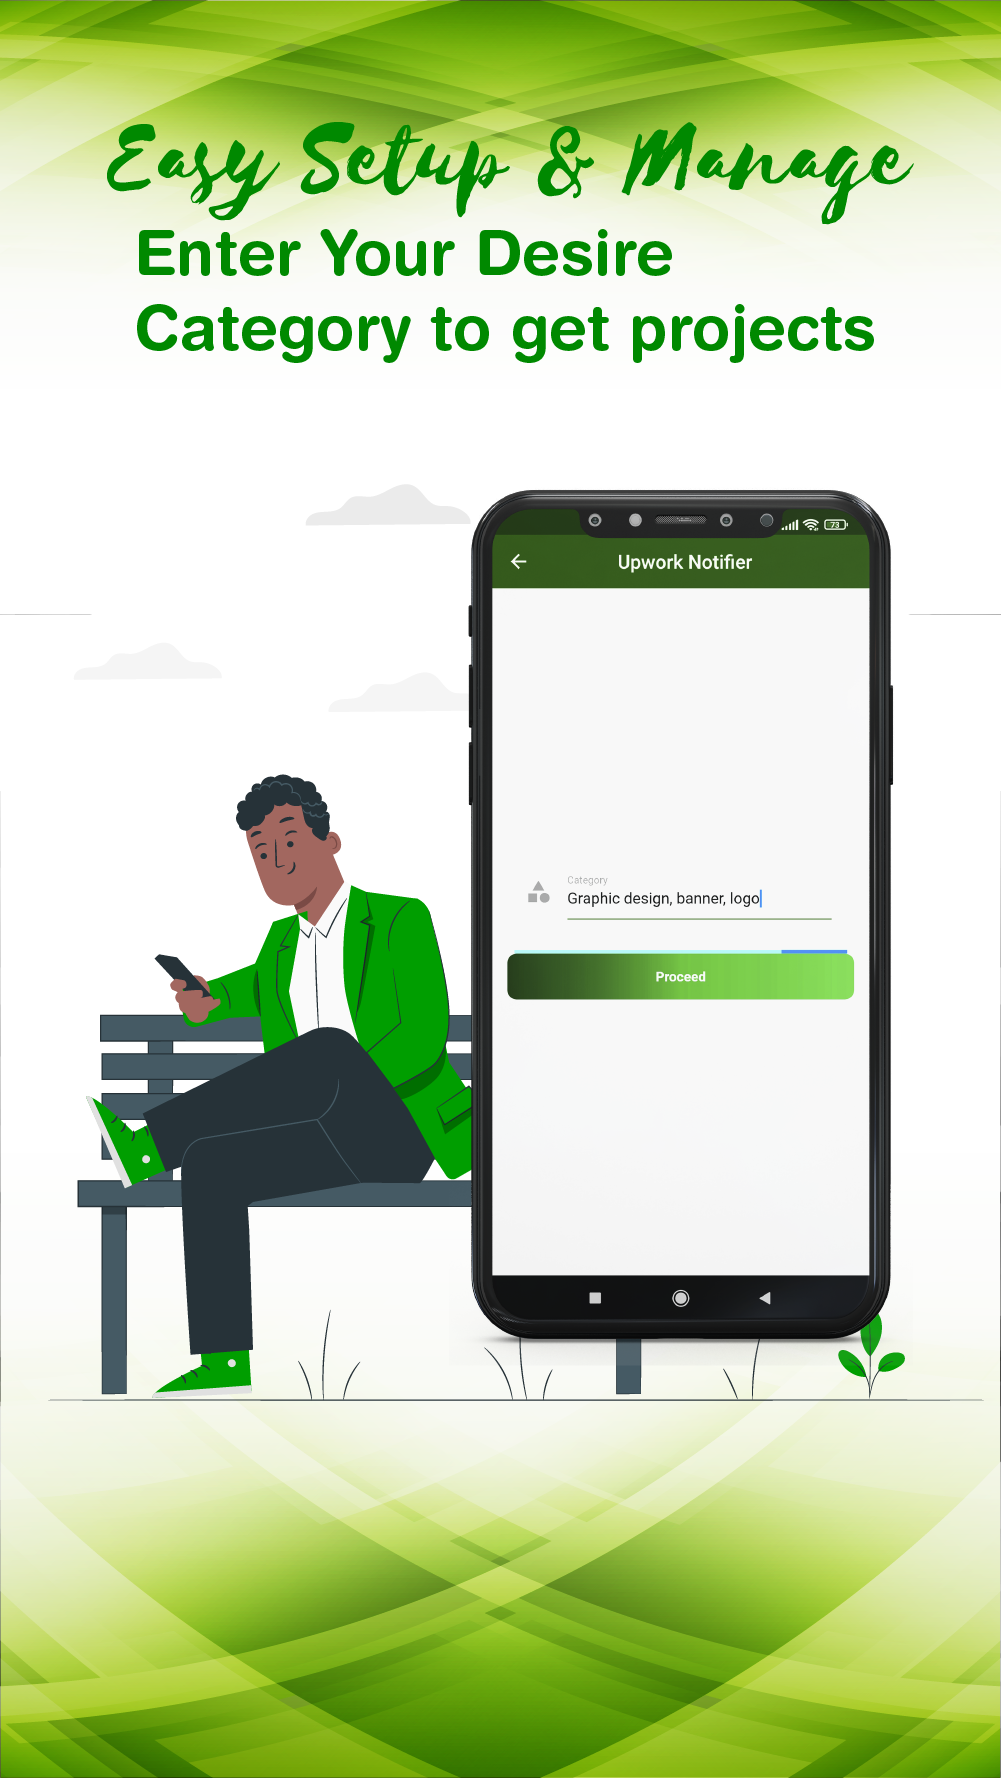 Easy Setup & Manage
Enter Your Desire
Category to get projects
73
Upwork Notifier
Category
Graphic design, banner, logo
Proceed